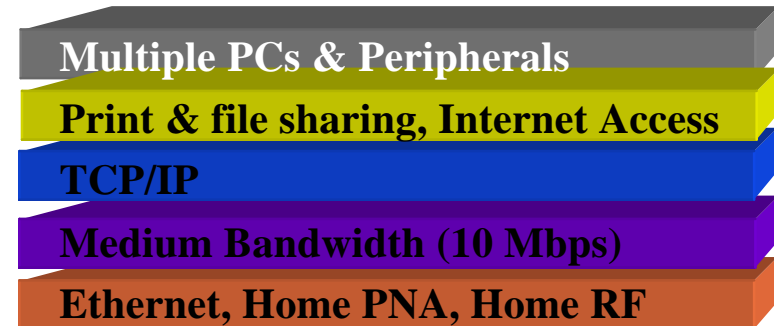 Multiple PCs & Peripherals
Print & file sharing, Internet Access
TCP/IP
Medium Bandwidth (10 Mbps)
Ethernet, Home PNA, Home RF